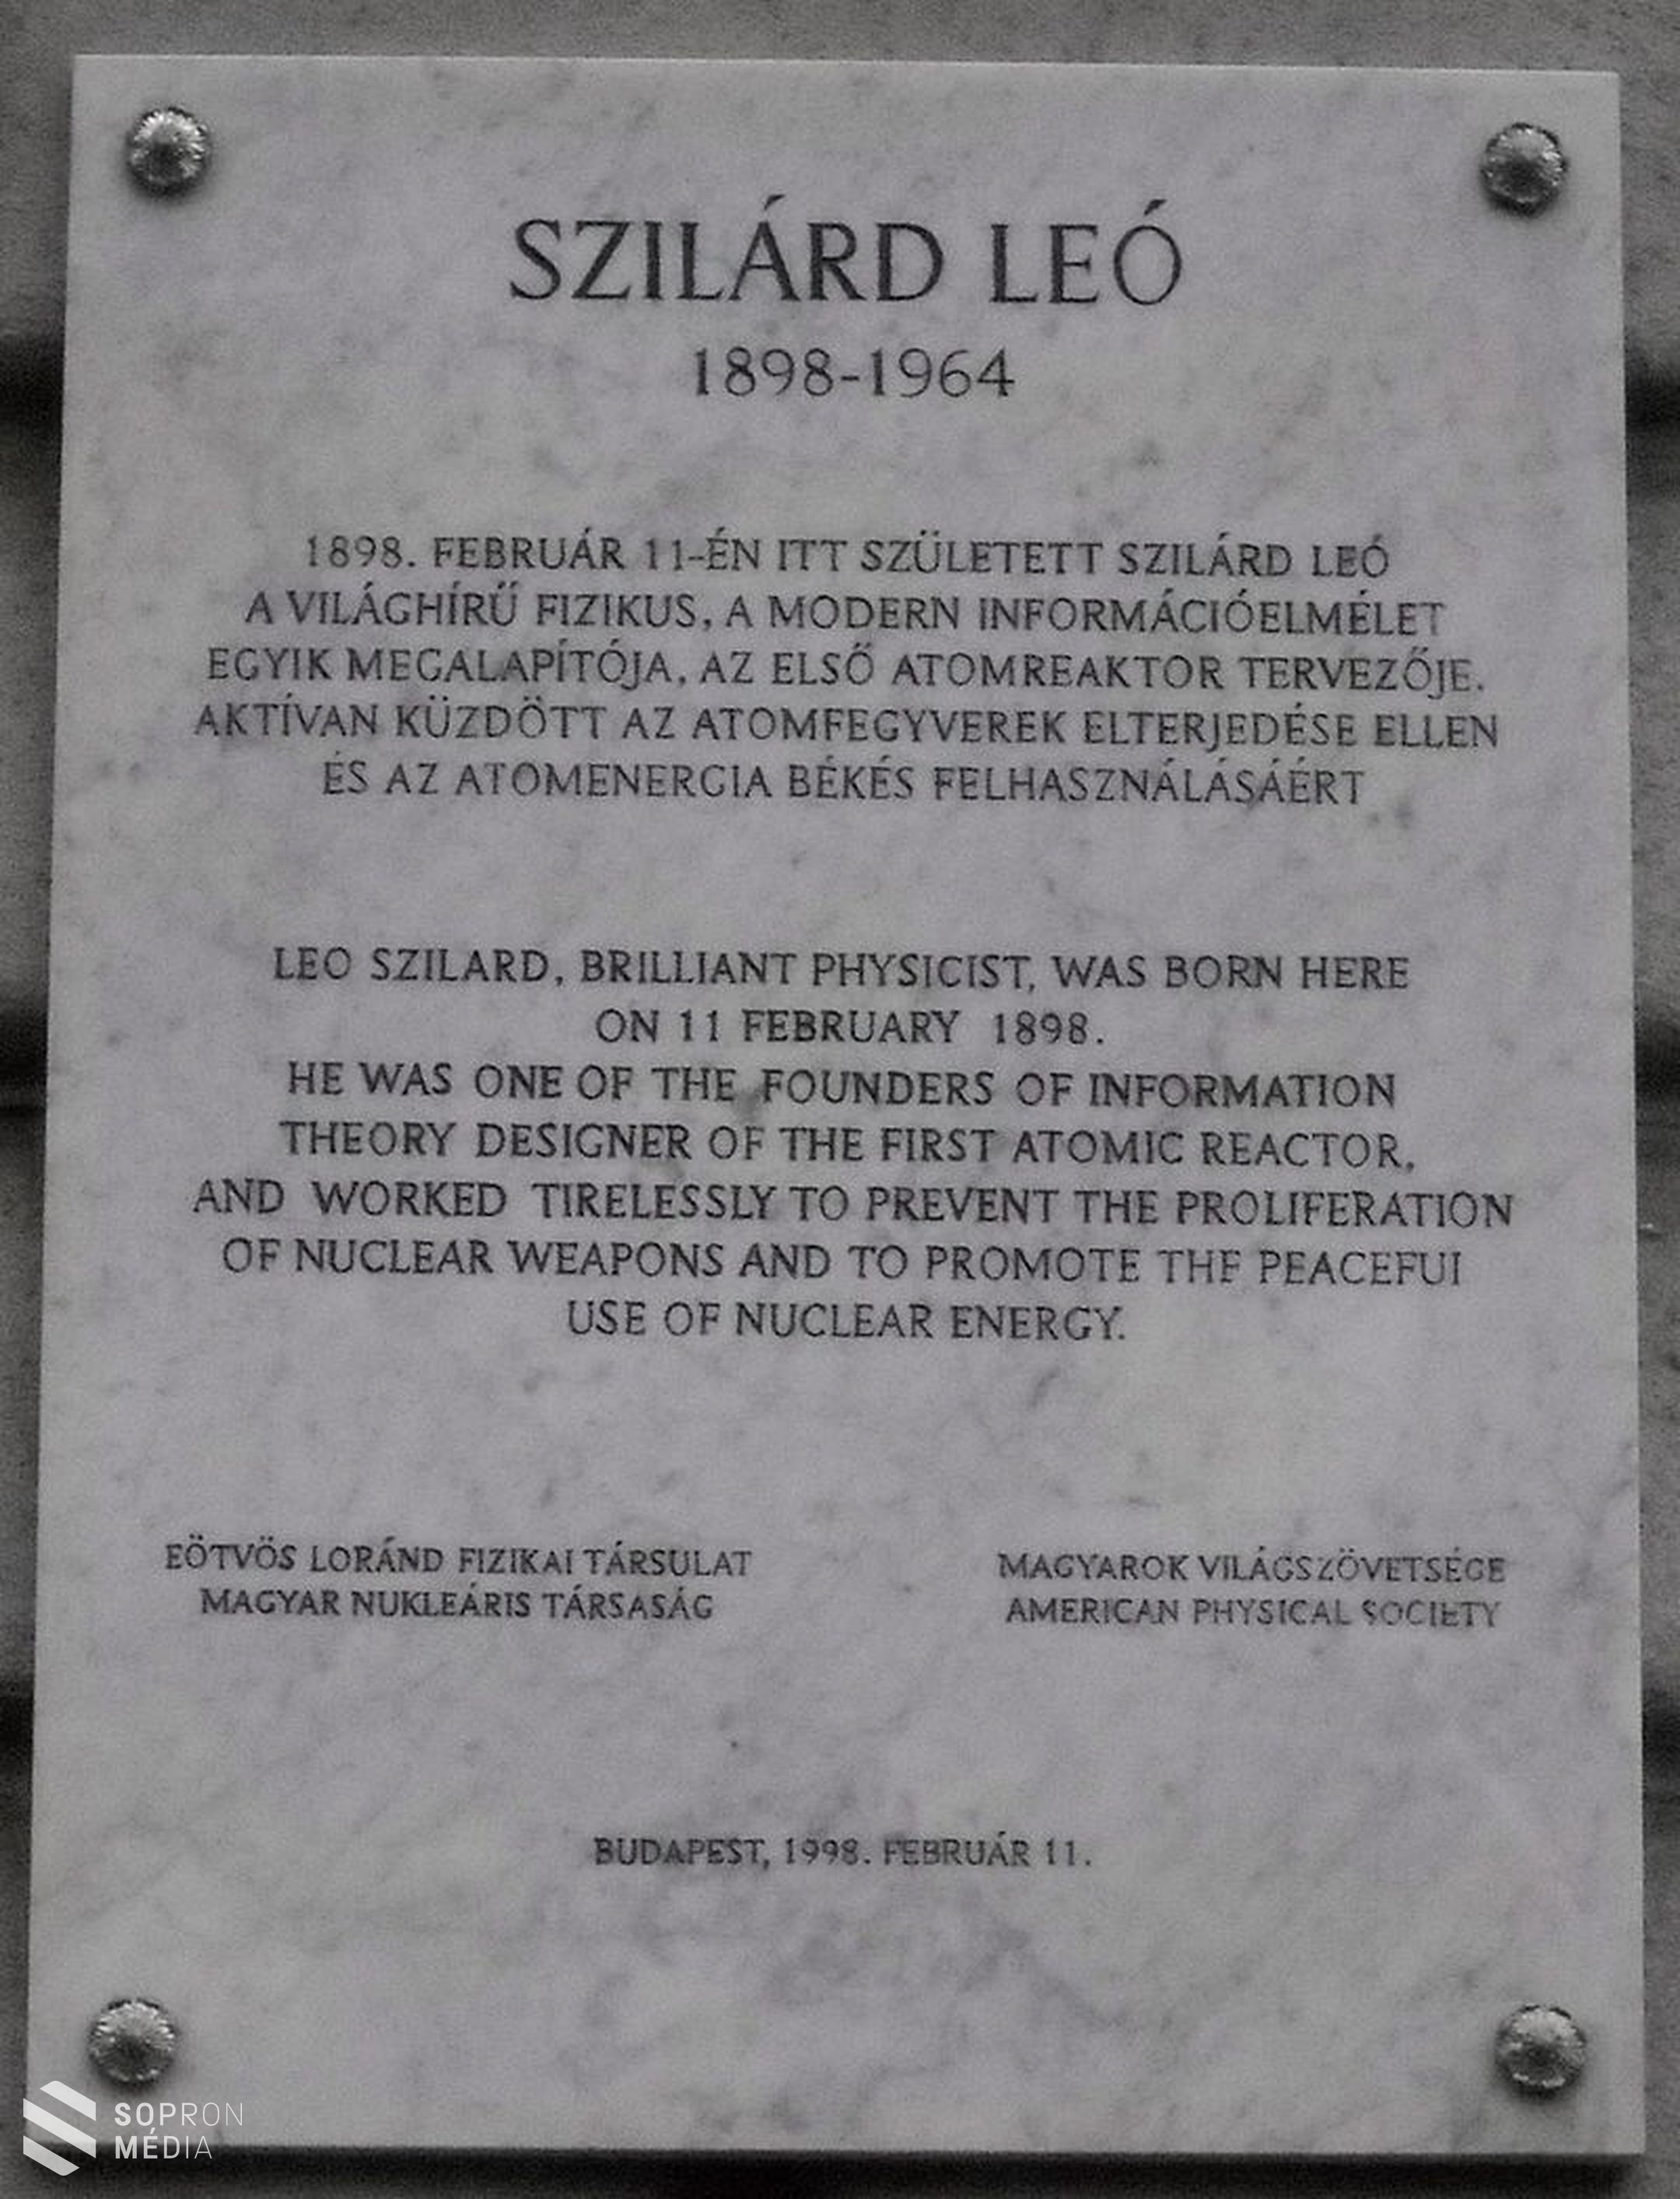 SZILÁRD LEÓ
1898-1964
1898. FEBRUÁR 11-ÉN ITT SZÜLETETT SZILÁRD LEÓ
A VILÁGHÍRŰ FIZIKUS, A MODERN INFORMÁCIÓELMÉLET
EGYIK MEGALAPÍTÓJA, AZ ELSŐ ATOMREAKTOR TERVEZŐJE.
AKTÍVAN KÜZDÖTT AZ ATOMFEGYVEREK ELTERJEDÉSE ELLEN
ÉS AZ ATOMENERGIA BÉKÉS FELHASZNÁLÁSÁÉRT
LEO SZILARD, BRILLIANT PHYSICIST, WAS BORN HERE
ON 11 FEBRUARY 1898.
HE WAS ONE OF THE FOUNDERS OF INFORMATION
THEORY DESIGNER OF THE FIRST ATOMIC REACTOR,
AND WORKED TIRELESSLY TO PREVENT THE PROLIFERATION
OF NUCLEAR WEAPONS AND TO PROMOTE THE PEACEFUL
USE OF NUCLEAR ENERGY.
EÖTVÖS LORÁND FIZIKAI TÁRSULAT
MAGYAR NUKLEÁRIS TÁRSASÁG
MAGYAROK VILÁGSZÖVETSÉGE
AMERICAN PHYSICAL SOCIETY
BUDAPEST, 1998. FEBRUÁR 11.
SOPRON
MÉDIA